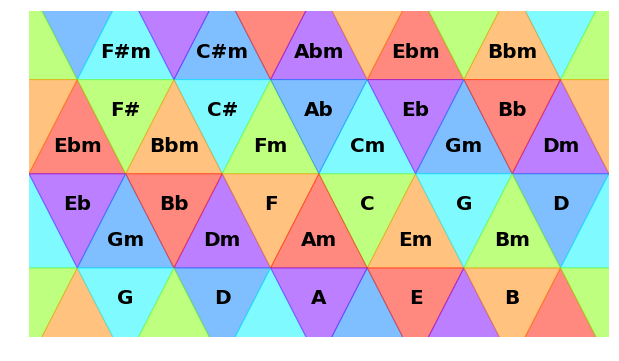 F#m C#m Abm Ebm Bbm
F# C# Ab Eb Bb
Ebm Bbm Fm Cm Gm Dm
Eb Bb F C G D
Gm Dm Am Em Bm
G D A E B